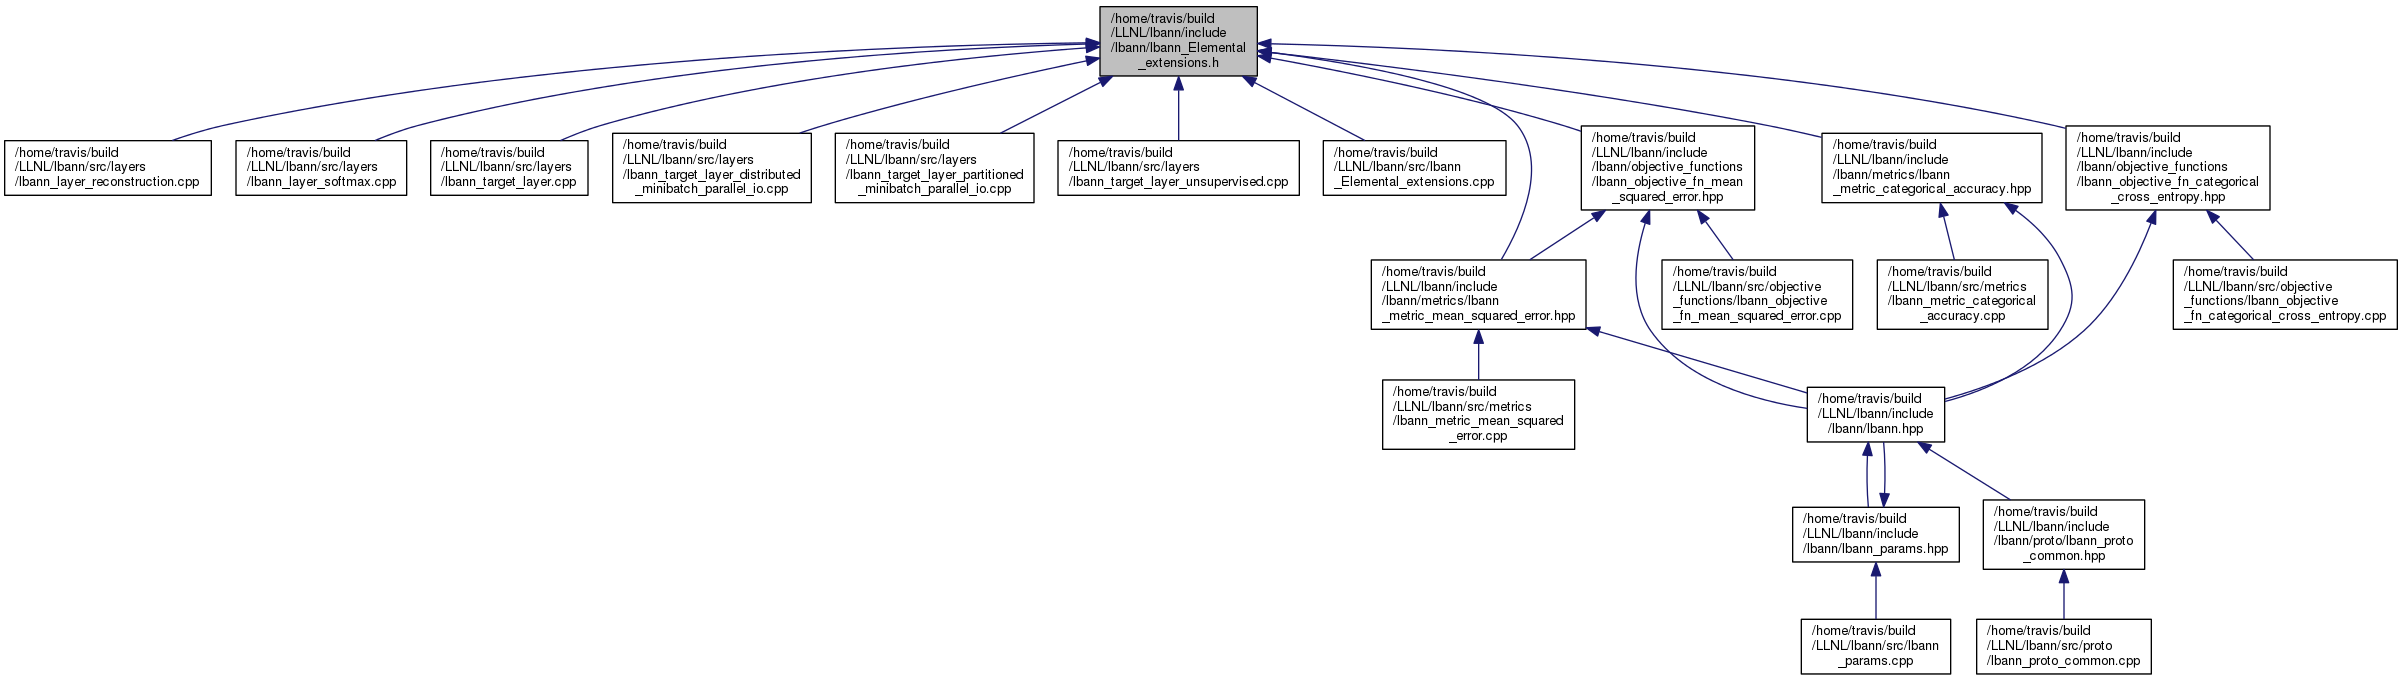 /home/travis/build
/LLNL/lbann/include
/lbann/lbann_Elemental
_extensions.h
/home/travis/build
/LLNL/lbann/src/layers
/lbann_layer_reconstruction.cpp
/home/travis/build
/LLNL/lbann/src/layers
/lbann_layer_softmax.cpp
/home/travis/build
/LLNL/lbann/src/layers
/lbann_target_layer.cpp
/home/travis/build
/LLNL/lbann/src/layers
/lbann_target_layer_distributed
_minibatch_parallel_io.cpp
/home/travis/build
/LLNL/lbann/src/layers
/lbann_target_layer_partitioned
_minibatch_parallel_io.cpp
/home/travis/build
/LLNL/lbann/src/layers
/lbann_target_layer_unsupervised.cpp
/home/travis/build
/LLNL/lbann/src/lbann
_Elemental_extensions.cpp
/home/travis/build
/LLNL/lbann/include
/lbann/objective_functions
/lbann_objective_fn_mean
_squared_error.hpp
/home/travis/build
/LLNL/lbann/include
/lbann/metrics/lbann
_metric_categorical_accuracy.hpp
/home/travis/build
/LLNL/lbann/include
/lbann/objective_functions
/lbann_objective_fn_categorical
_cross_entropy.hpp
/home/travis/build
/LLNL/lbann/include
/lbann/metrics/lbann
_metric_mean_squared_error.hpp
/home/travis/build
/LLNL/lbann/src/objective
_functions/lbann_objective
_fn_mean_squared_error.cpp
/home/travis/build
/LLNL/lbann/src/metrics
/lbann_metric_categorical
_accuracy.cpp
/home/travis/build
/LLNL/lbann/src/objective
_functions/lbann_objective
_fn_categorical_cross_entropy.cpp
/home/travis/build
/LLNL/lbann/src/metrics
/lbann_metric_mean_squared
_error.cpp
/home/travis/build
/LLNL/lbann/include
/lbann/lbann.hpp
/home/travis/build
/LLNL/lbann/include
/lbann/lbann_params.hpp
/home/travis/build
/LLNL/lbann/include
/lbann/proto/lbann_proto
_common.hpp
/home/travis/build
/LLNL/lbann/src/lbann
_params.cpp
/home/travis/build
/LLNL/lbann/src/proto
/lbann_proto_common.cpp